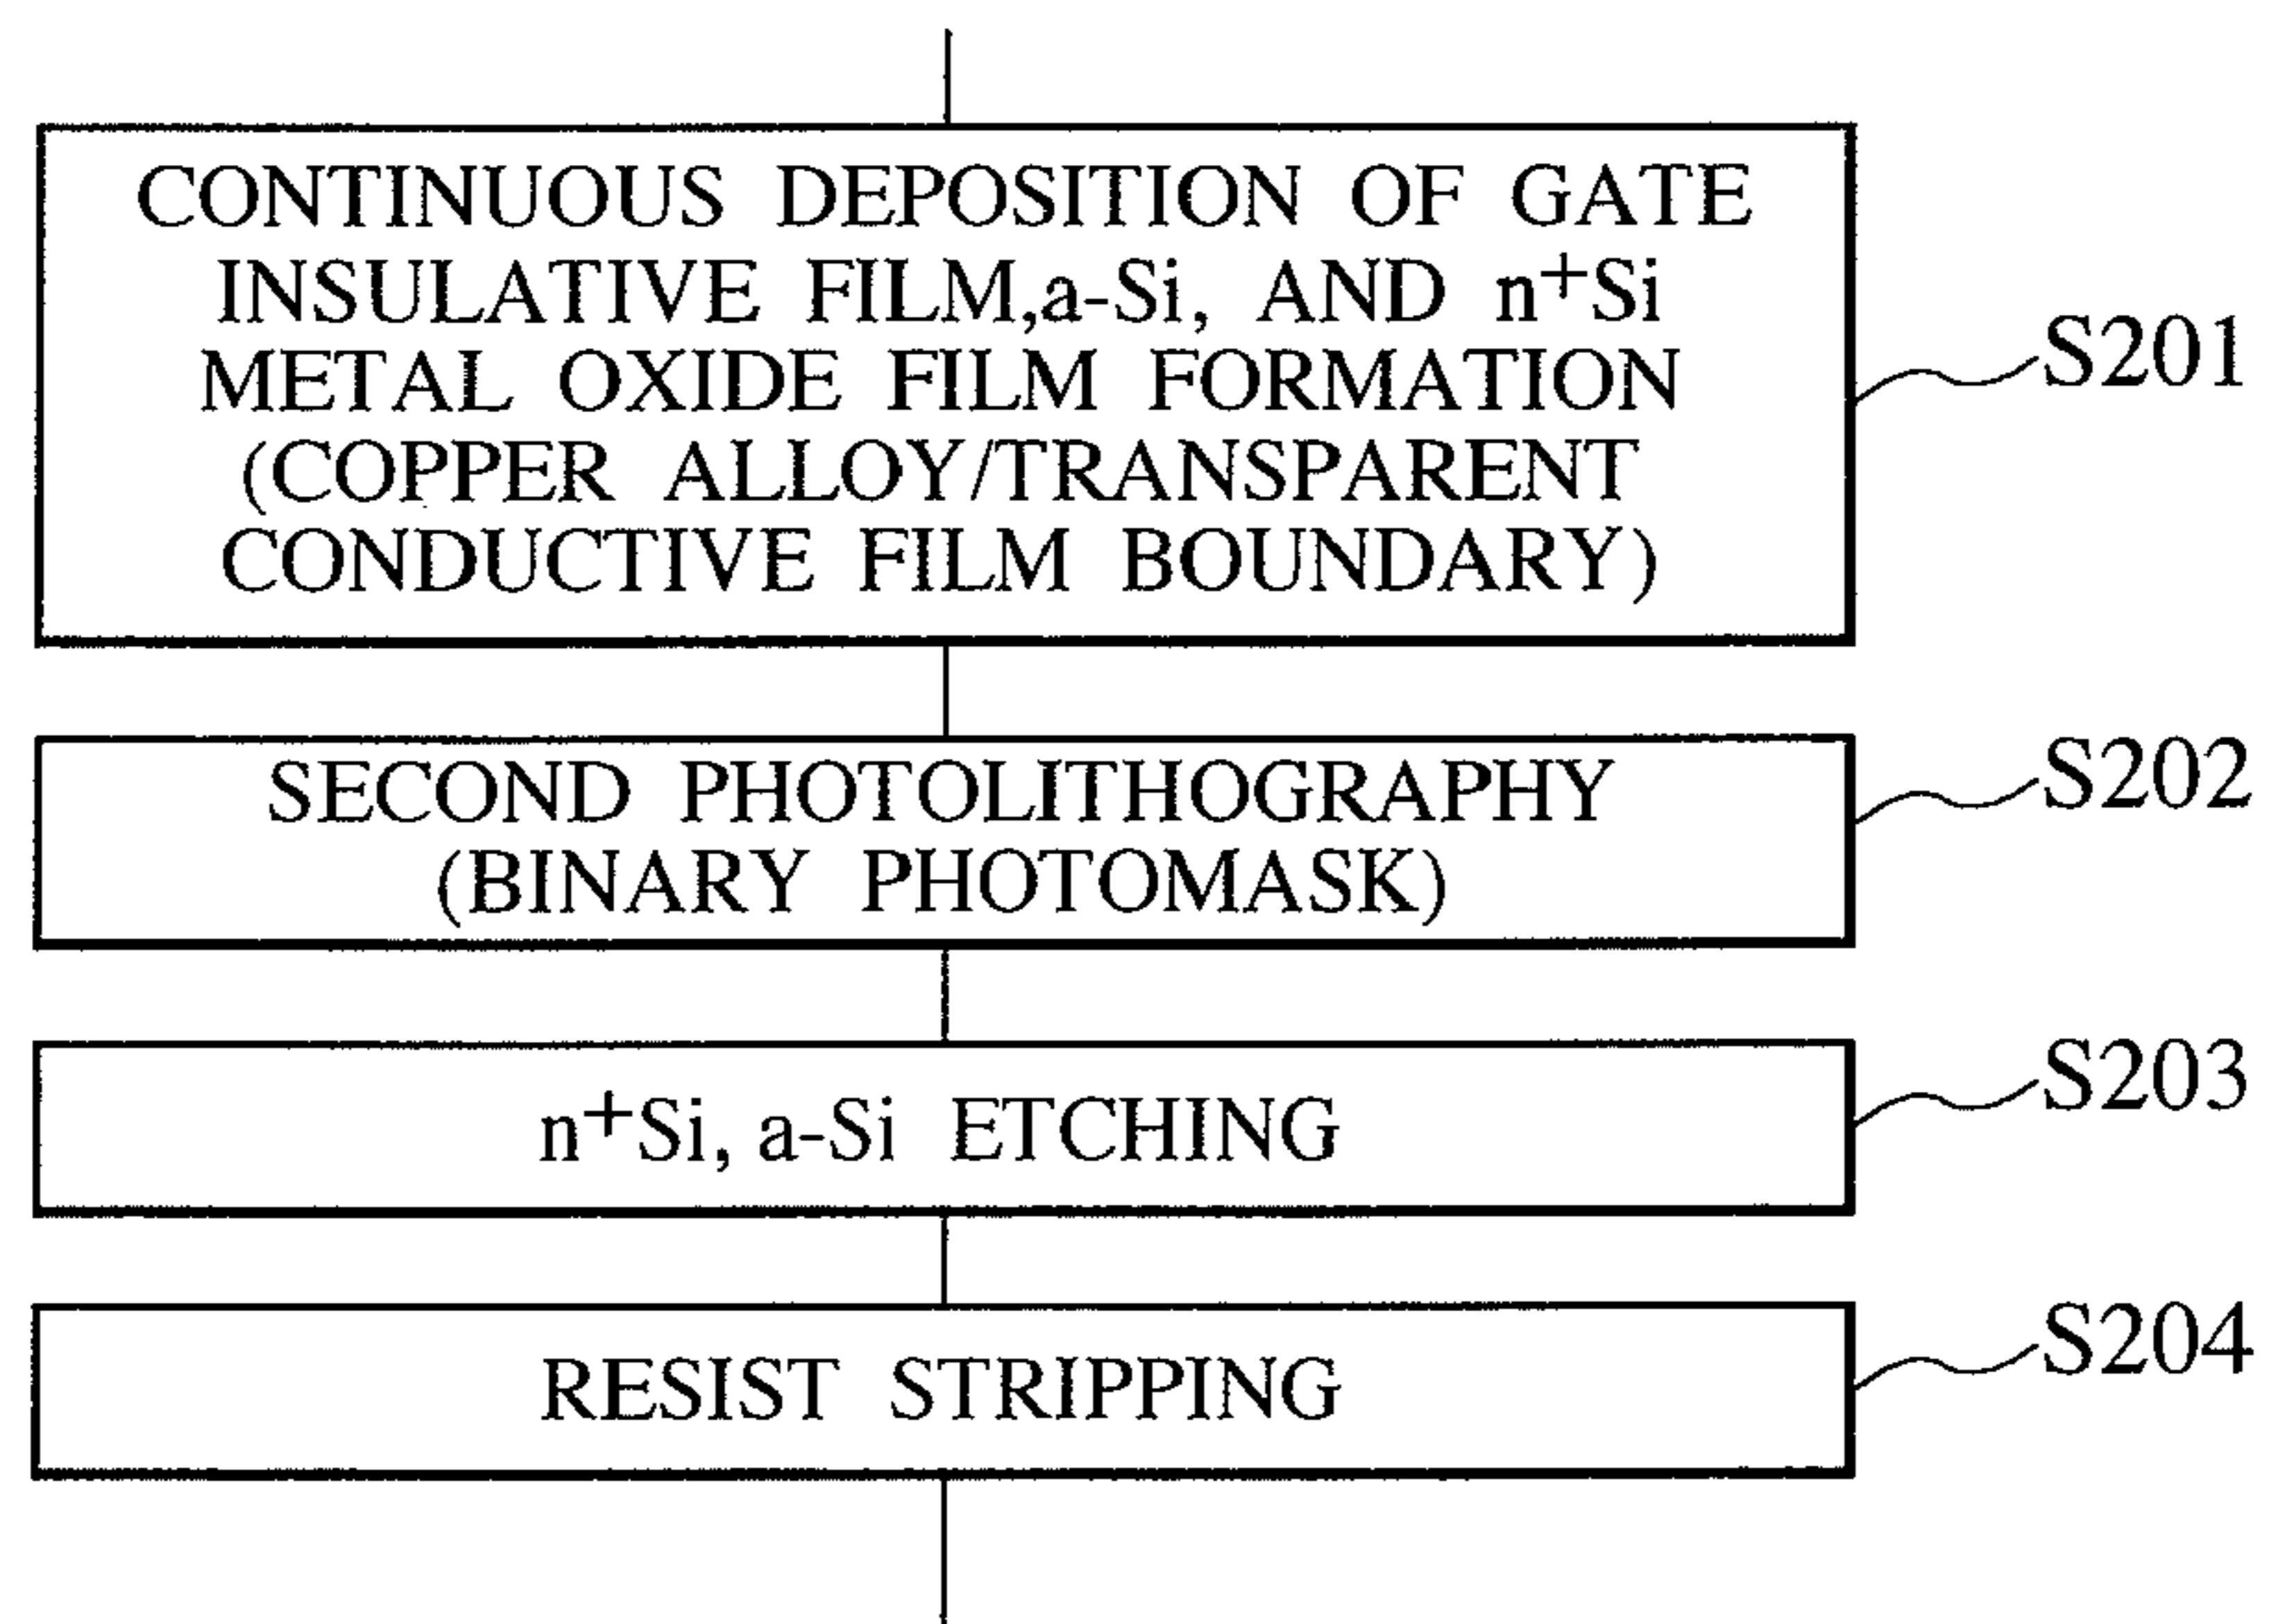 CONTINUOUS DEPOSITION OF GATE
INSULATIVE FILM,a-Si, AND n⁺Si
METAL OXIDE FILM FORMATION
(COPPER ALLOY/TRANSPARENT
CONDUCTIVE FILM BOUNDARY)
S201
SECOND PHOTOLITHOGRAPHY
(BINARY PHOTOMASK)
S202
n⁺Si, a-Si ETCHING
S203
RESIST STRIPPING
S204